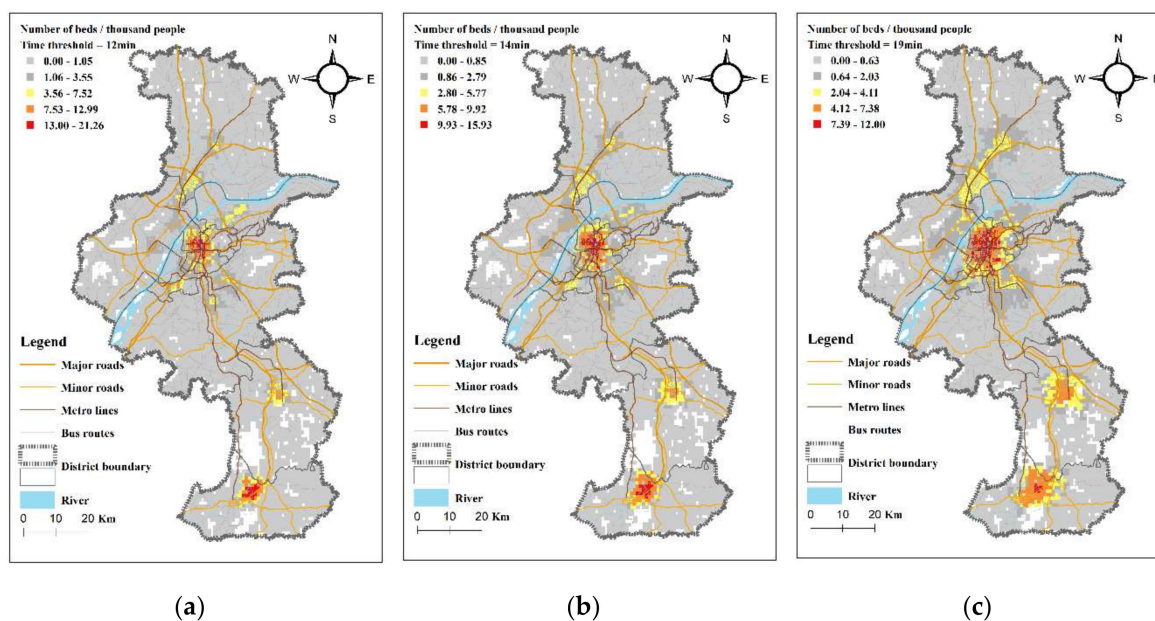 Number of beds / thousand people
Time threshold = 12min
0.00 - 1.05
1.06 - 3.55
3.56 - 7.52
7.53 - 12.99
13.00 - 21.26
N
W
E
S
Legend
Major roads
Minor roads
Metro lines
Bus routes
District boundary
River
0 10 20 Km
Number of beds / thousand people
Time threshold = 14min
0.00 - 0.85
0.86 - 2.79
2.80 - 5.77
5.78 - 9.92
9.93 - 15.93
N
W
E
S
Legend
Major roads
Minor roads
Metro lines
Bus routes
District boundary
River
0 10 20 Km
Number of beds / thousand people
Time threshold = 19min
0.00 - 0.63
0.64 - 2.03
2.04 - 4.11
4.12 - 7.38
7.39 - 12.00
N
W
E
S
Legend
Major roads
Minor roads
Metro lines
Bus routes
District boundary
River
0 10 20 Km
(a) (b) (c)